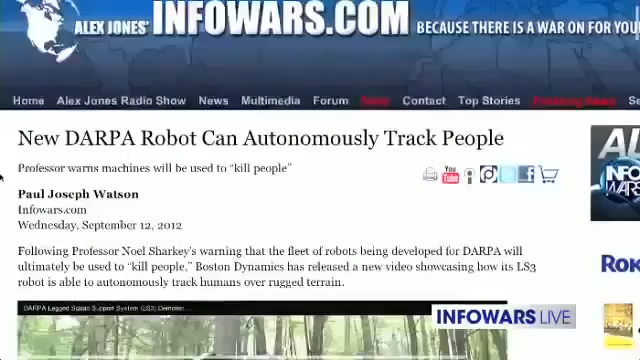 ALEX JONES' INFOWARS.COM BECAUSE THERE IS A WAR ON FOR YOU
Home Alex Jones Radio Show News Multimedia Forum Contact Top Stories
New DARPA Robot Can Autonomously Track People
Professor warns machines will be used to "kill people"
Paul Joseph Watson
Infowars.com
Wednesday, September 12, 2012
Following Professor Noel Sharkey's warning that the fleet of robots being developed for DARPA will
ultimately be used to "kill people," Boston Dynamics has released a new video showcasing how its LS3
robot is able to autonomously track humans over rugged terrain.
DARPA Legged Squad Support System (LS3)
INFOWARS LIVE